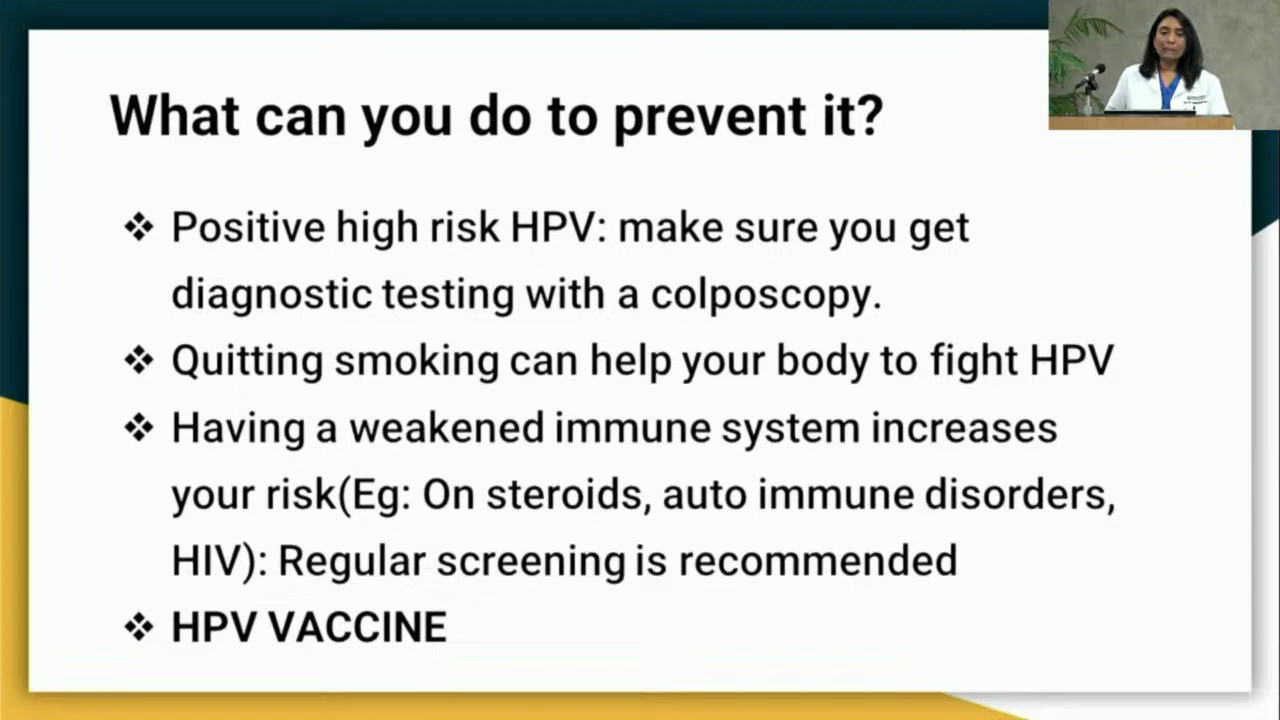 What can you do to prevent it?
❖ Positive high risk HPV: make sure you get
diagnostic testing with a colposcopy.
❖ Quitting smoking can help your body to fight HPV
❖ Having a weakened immune system increases
your risk(Eg: On steroids, auto immune disorders,
HIV): Regular screening is recommended
❖ HPV VACCINE